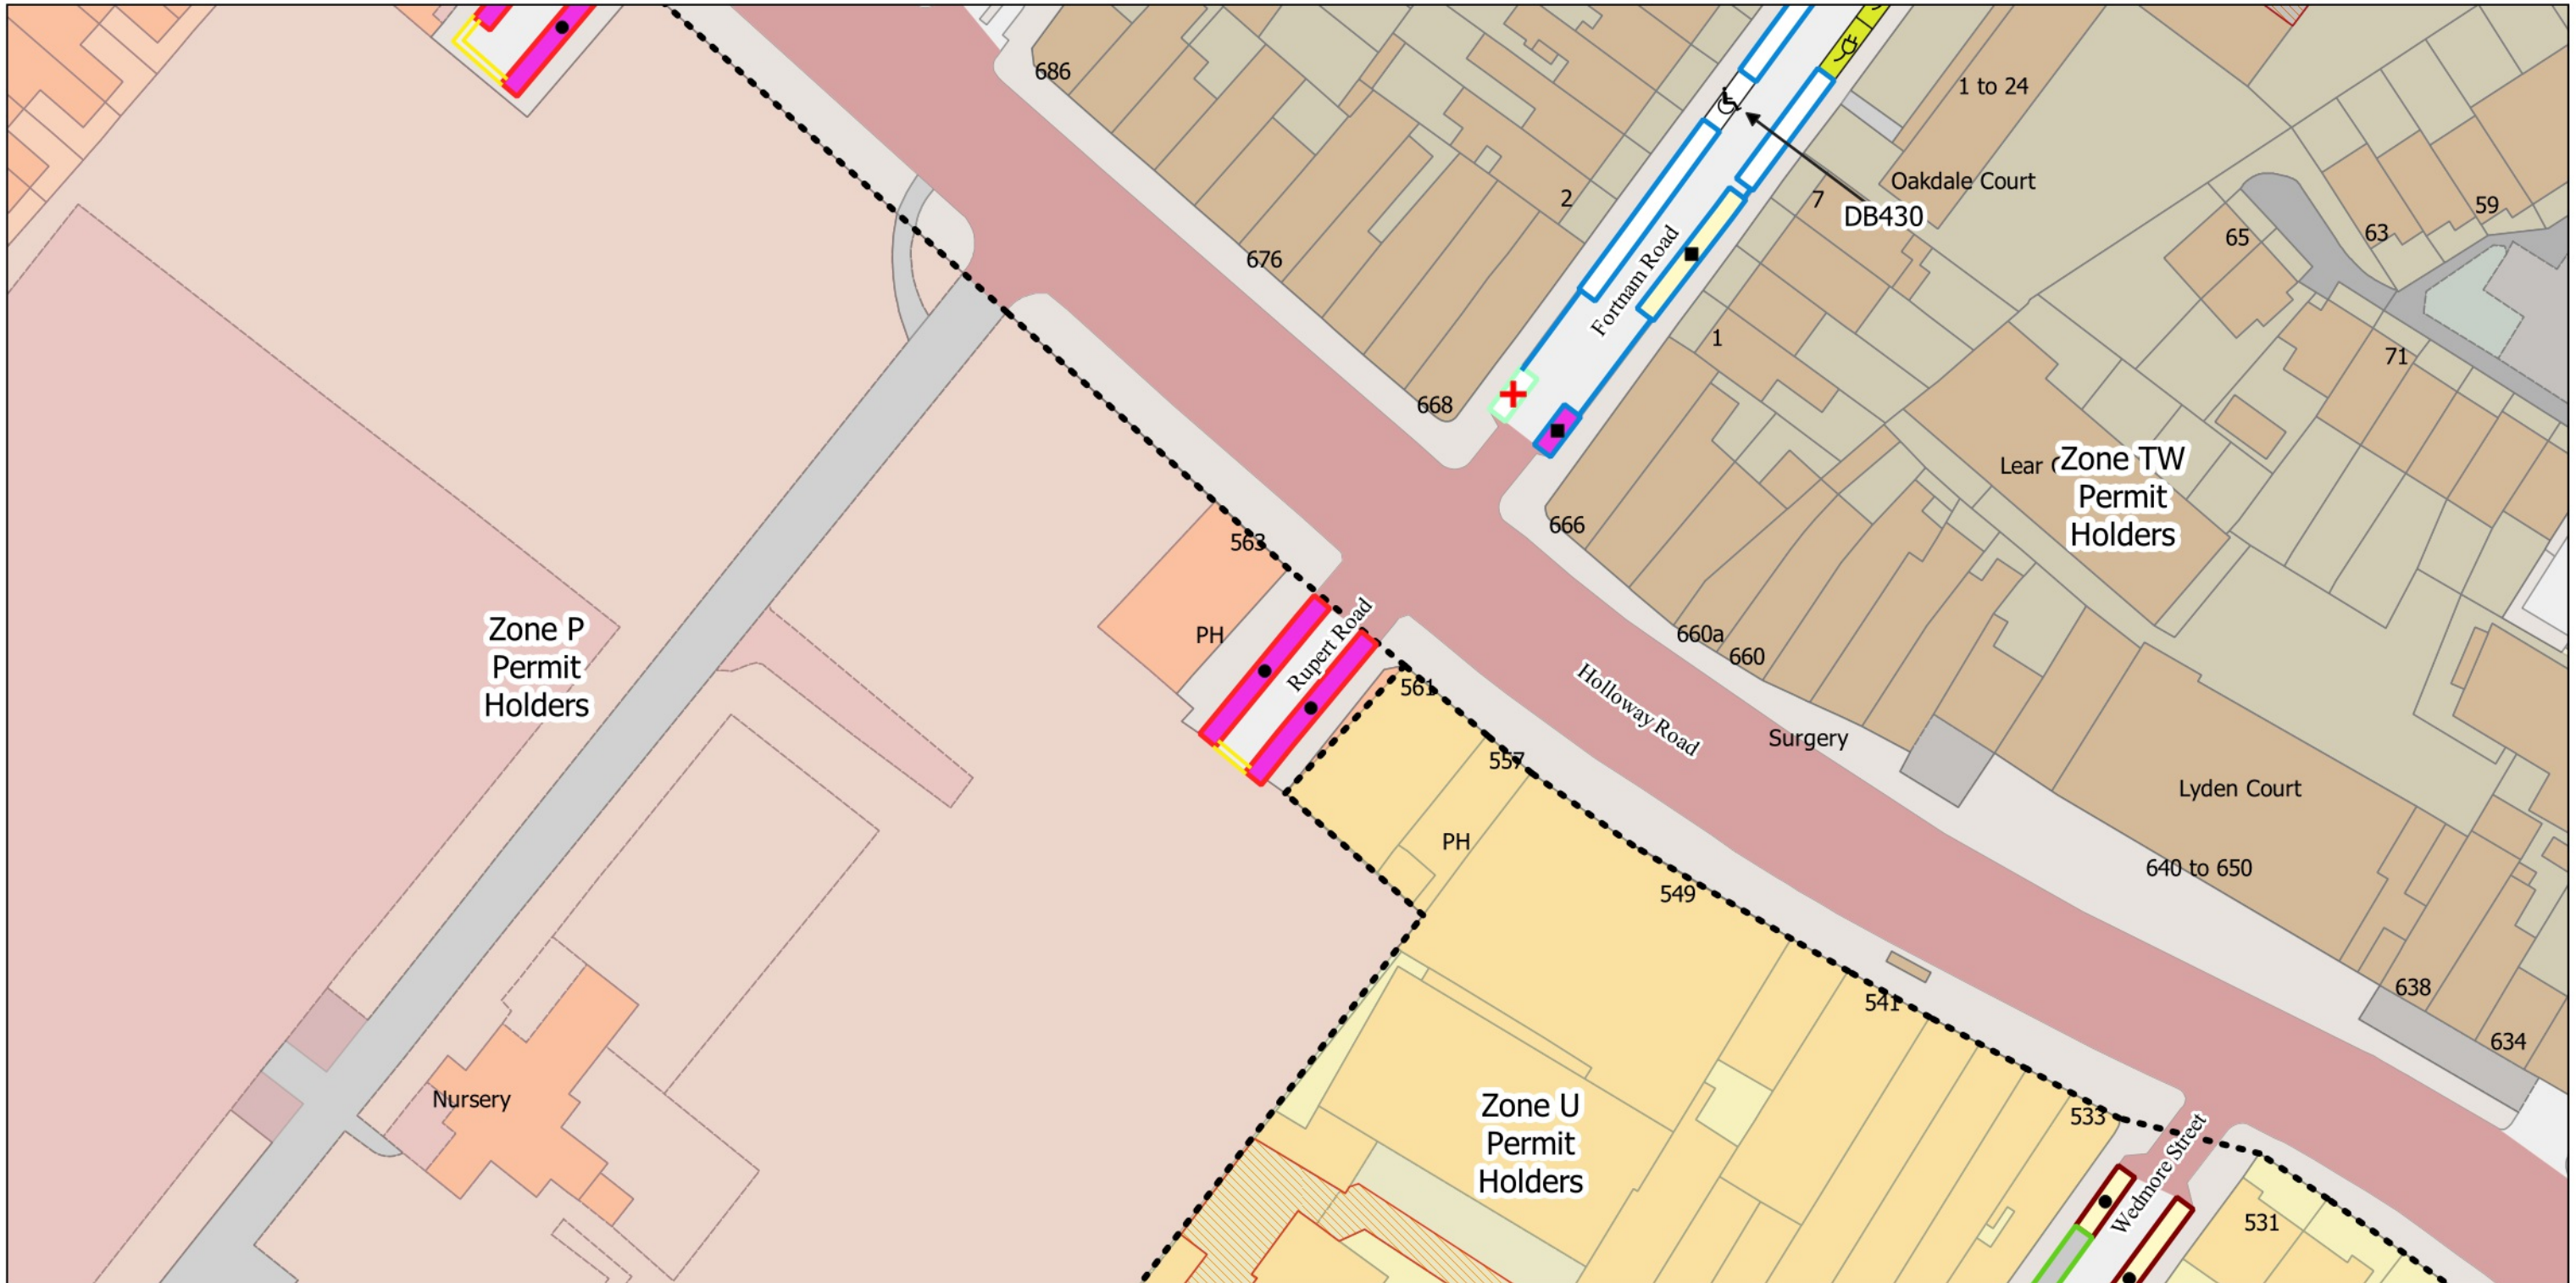 686
1 to 24
Oakdale Court
2
7
DB430
59
63
65
676
Fortnam Road
1
71
668
Zone TW
Permit
Holders
Lear
666
563
Zone P
Permit
Holders
PH
Rupert Road
660a
660
561
Holloway Road
Surgery
557
Lyden Court
PH
640 to 650
549
541
638
634
Nursery
Zone U
Permit
Holders
533
Wedmore Street
531